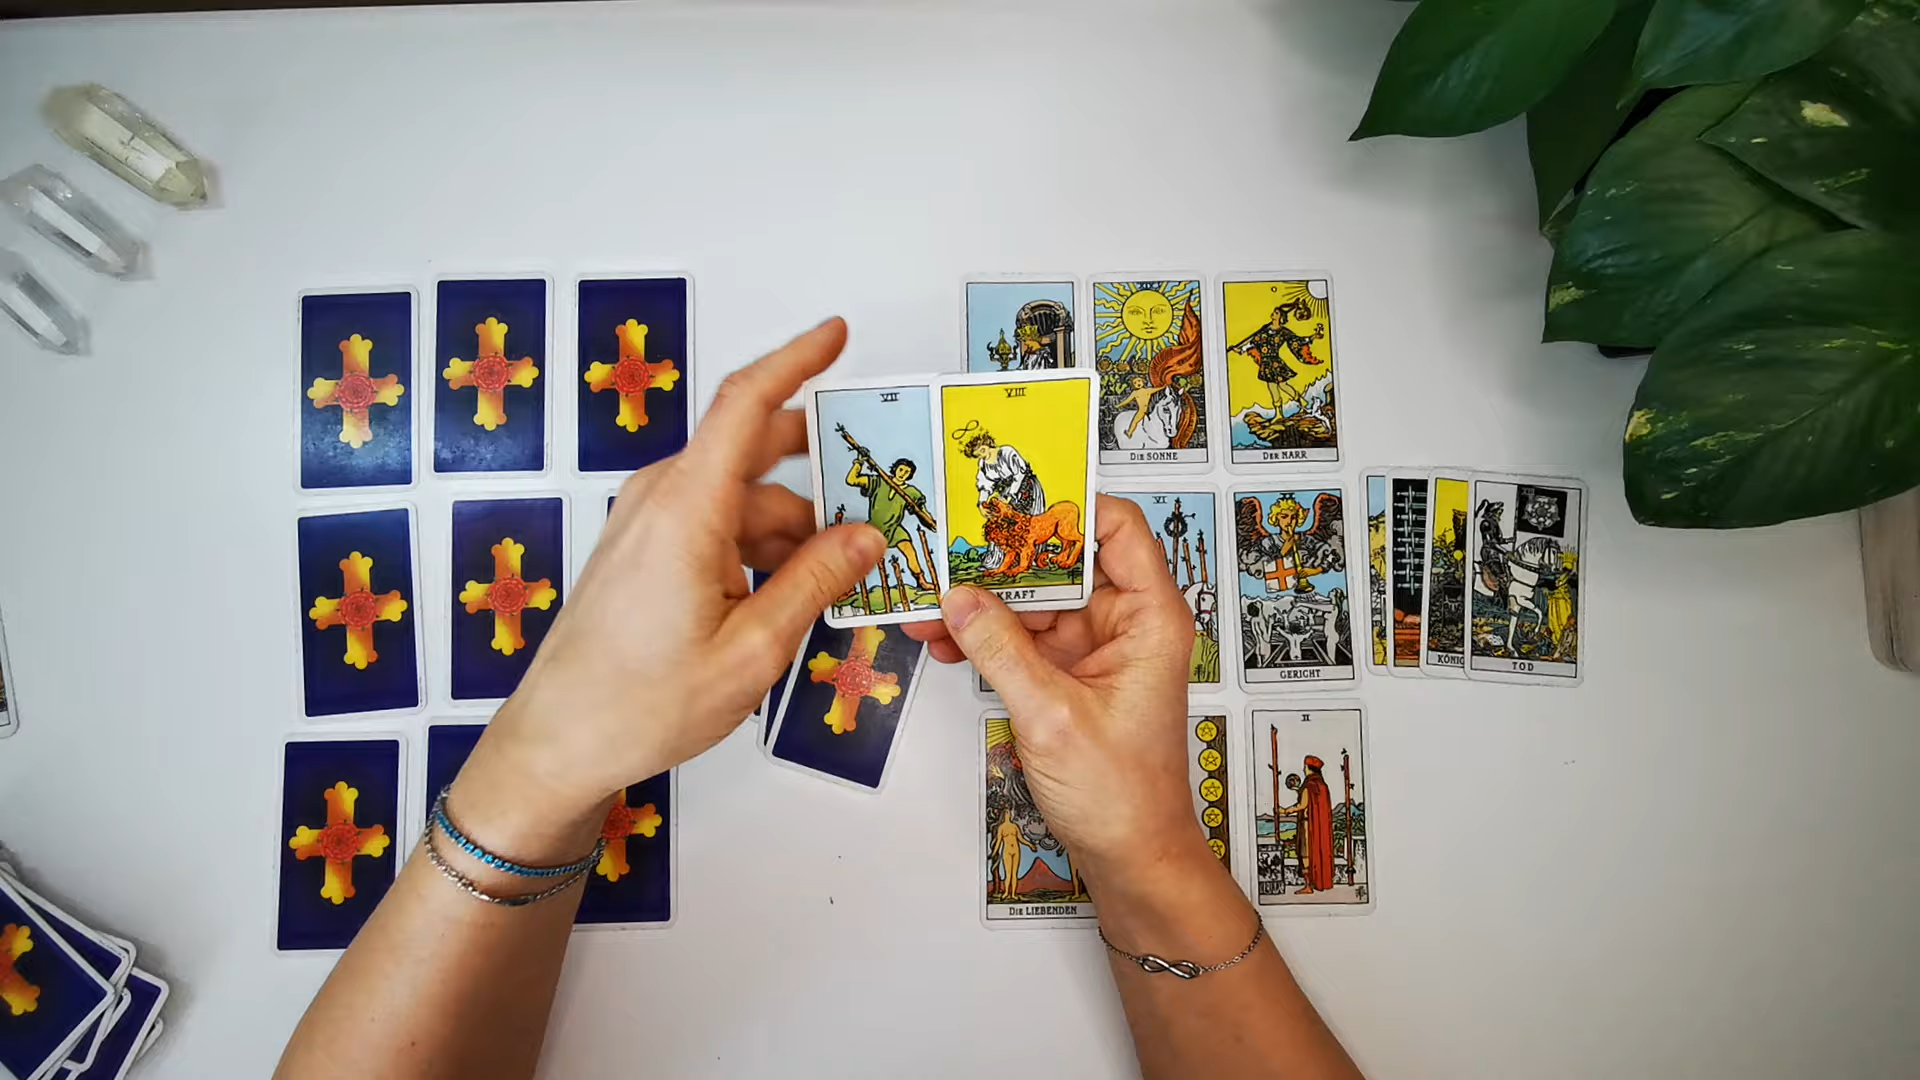 DIE SONNE
O
DER NARR
VII
VIII
KRAFT
VI
GERICHT
KÖNIG
TOD
DIE LIEBENDEN
II